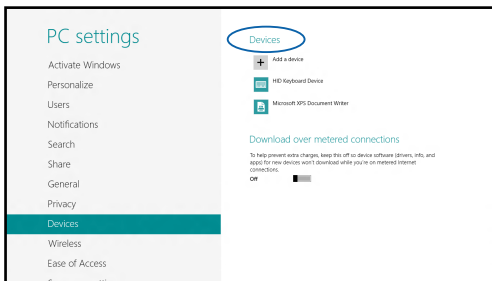 PC settings
Activate Windows
Personalize
Users
Notifications
Search
Share
General
Privacy
Devices
Wireless
Ease of Access
Devices
Add a device
HID Keyboard Device
Microsoft XPS Document Writer
Download over metered connections
To help prevent extra charges, keep this off so device software (drivers, info, and
apps) for new devices won't download while you're on metered Internet
connections.
Off